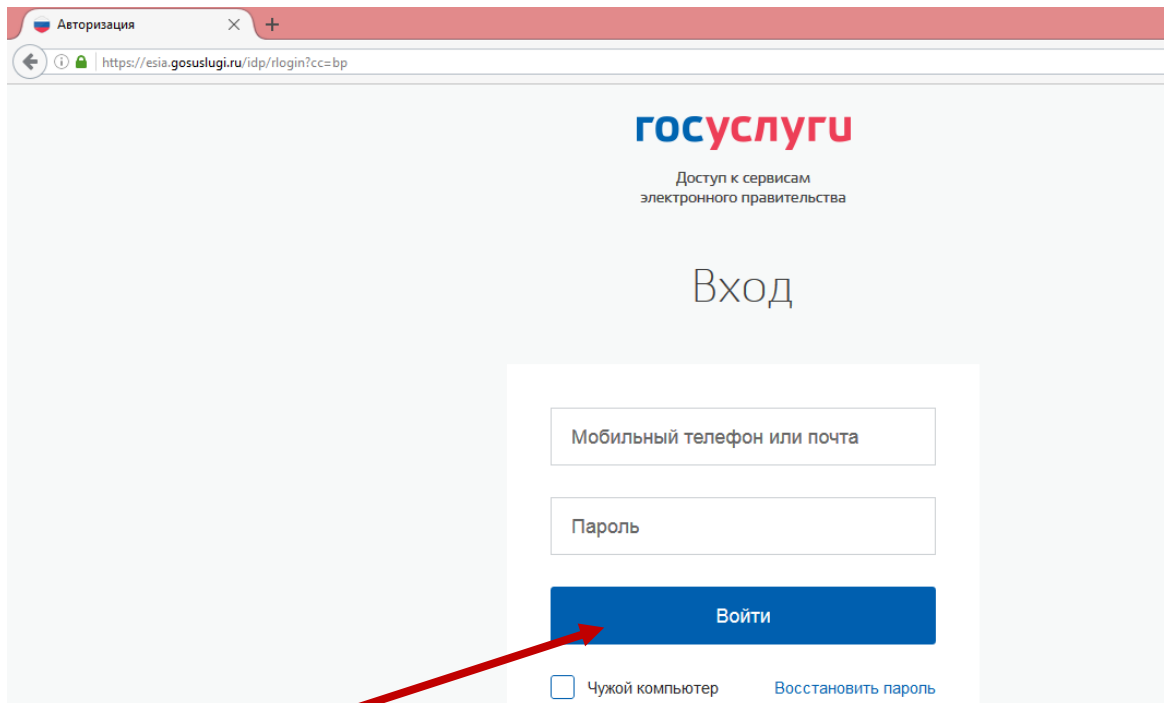 Авторизация
https://esia.gosuslugi.ru/idp/rlogin?cc=bp
госуслуги
Доступ к сервисам
электронного правительства
Вход
Мобильный телефон или почта
Пароль
Войти
Чужой компьютер Восстановить пароль